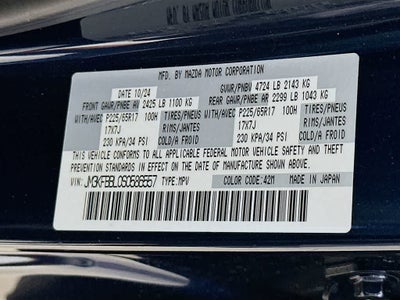 MFD. BY MAZDA MOTOR CORPORATION
DATE 10/24 GVWR/PNBV 4724 LB 2143 KG
FRONT GAWR/PNBE AV 2425 LB 1100 KG REAR GAWR/PNBE AR 2299 LB 1043 KG
WITH/AVEC P225/65R17 100H TIRES/PNEUS WITH/AVEC P225/65R17 100H TIRES/PNEUS
17X7J RIMS/JANTES 17X7J RIMS/JANTES
230 KPA/34 PSI COLD/A FROID 230 KPA/34 PSI COLD/A FROID
THIS VEHICLE CONFORMS TO ALL APPLICABLE FEDERAL MOTOR VEHICLE SAFETY AND THEFT
PREVENTION STANDARDS IN EFFECT ON THE DATE OF MANUFACTURE SHOWN ABOVE.
VIN: TYPE:MPV COLOR CODE:42M MADE IN JAPAN